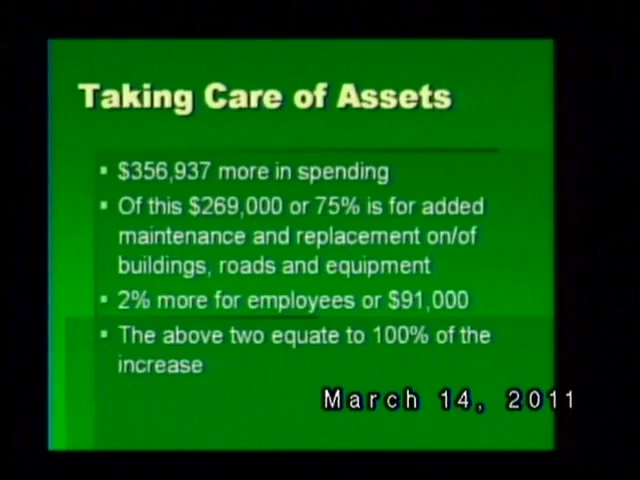 Taking Care of Assets
$356,937 more in spending
Of this $269,000 or 75% is for added
maintenance and replacement on/of
buildings, roads and equipment
2% more for employees or $91,000
The above two equate to 100% of the
increase
March 14, 2011